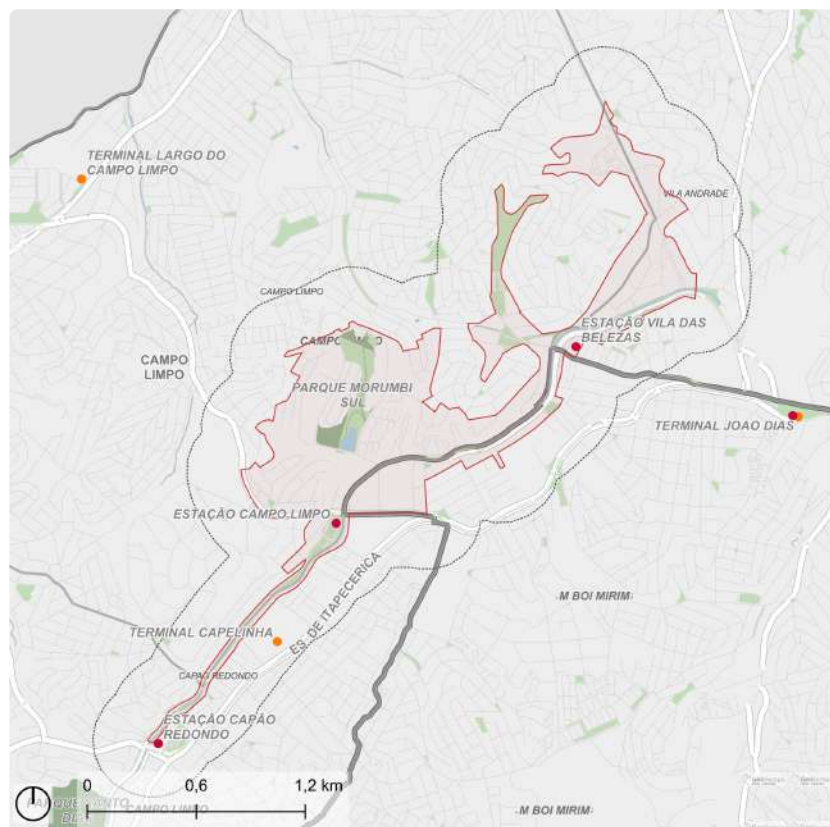 TERMINAL LARGO DO
CAMPO LIMPO
VILA ANDRADE
CAMPO LIMPO
ESTAÇÃO VILA DAS
BELEZAS
CAMPO
LIMPO
PARQUE MORUMBI
SUL
TERMINAL JOAO DIAS
ESTAÇÃO CAMPO LIMPO
ES. DE ITAPECERICA
M BOI MIRIM
TERMINAL CAPELINHA
CAPAO REDONDO
ESTAÇÃO CAPÃO
REDONDO
0 0,6 1,2 km
CAMPO LIMPO
M BOI MIRIM